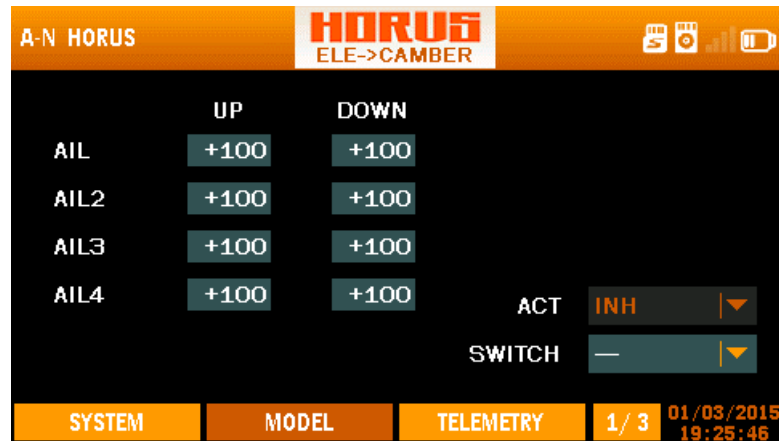 A-N HORUS
HORUS
ELE->CAMBER
UP DOWN
AIL +100 +100
AIL2 +100 +100
AIL3 +100 +100
AIL4 +100 +100
ACT INH
SWITCH —
SYSTEM MODEL TELEMETRY 1/3 01/03/2015
19:25:46